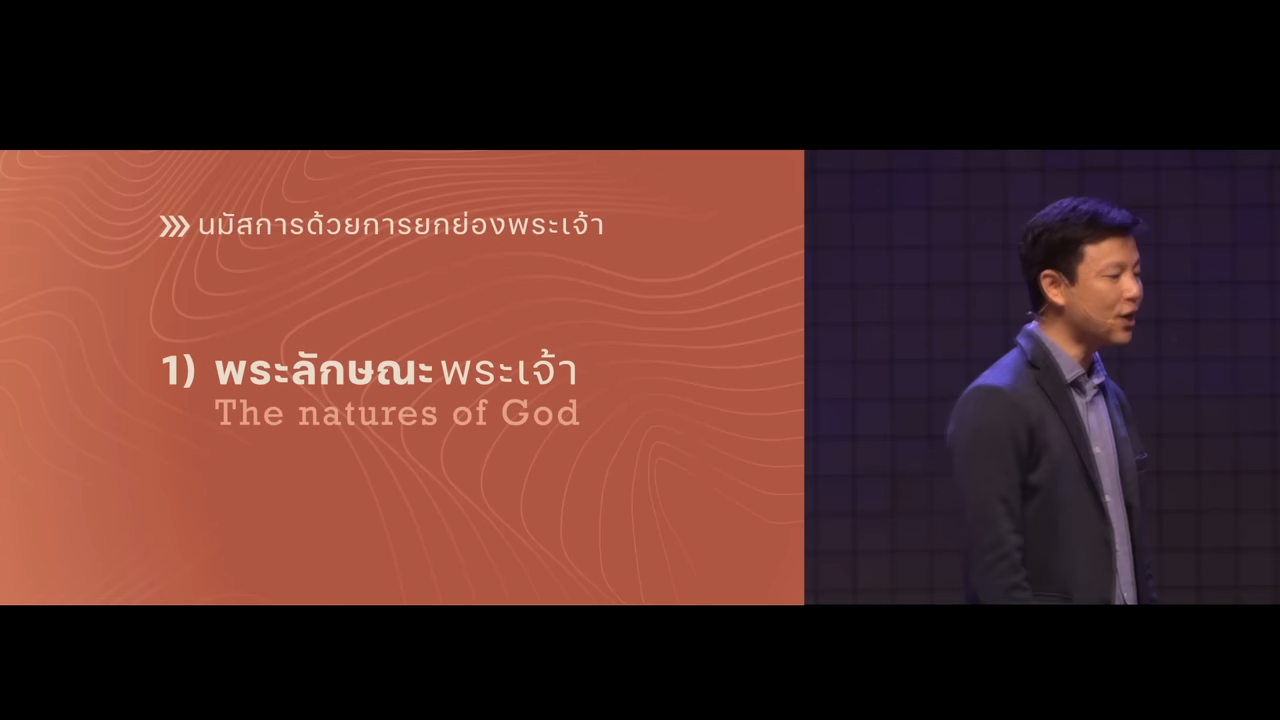 นมัสการด้วยการยกย่องพระเจ้า
1) พระลักษณะพระเจ้า
The natures of God